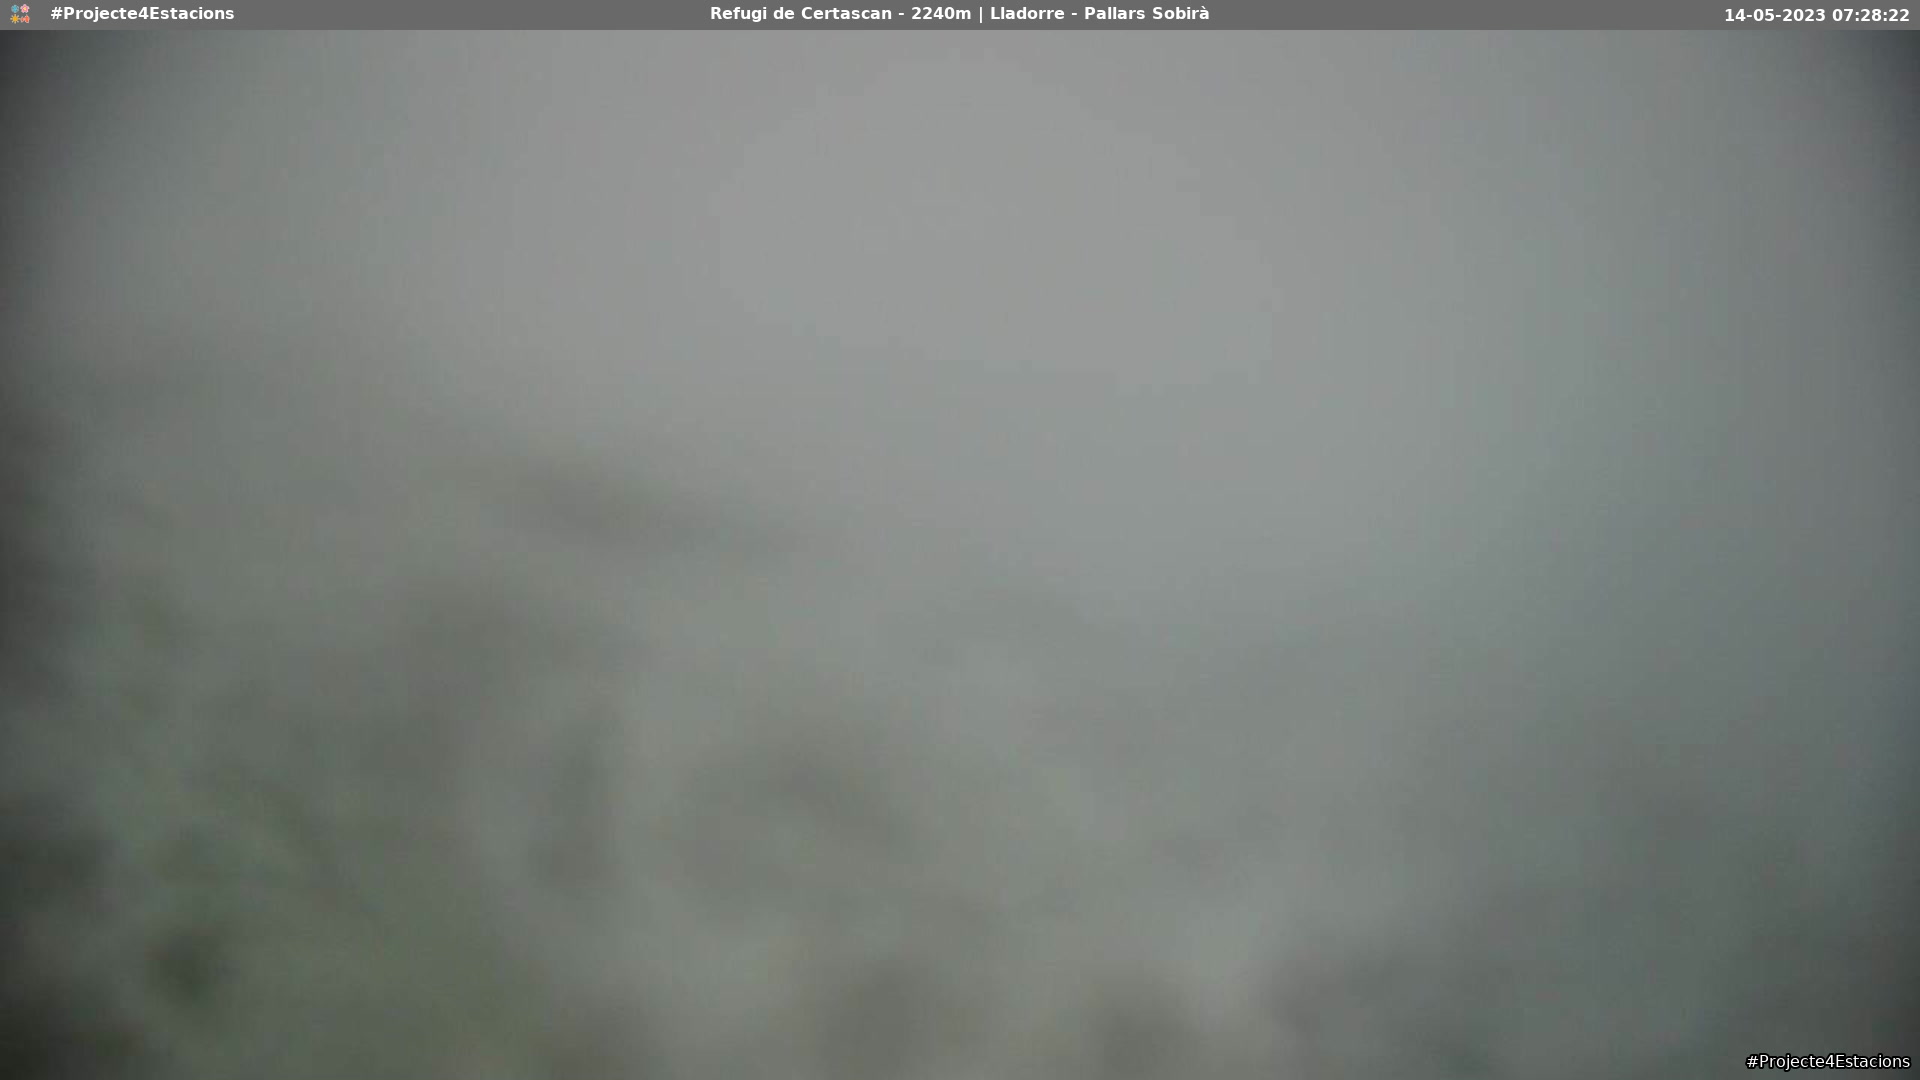 #Projecte4Estacions
Refugi de Certascan - 2240m | Lladorre - Pallars Sobirà
14-05-2023 07:28:22
#Projecte4Estacions